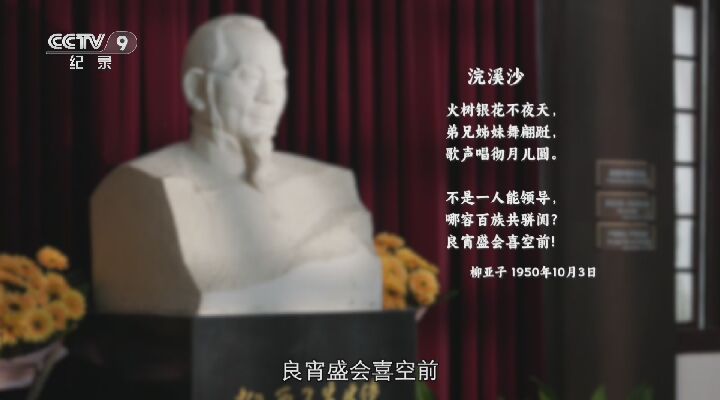 CCTV 9
纪录
浣溪沙
火树银花不夜天，
弟兄姊妹舞翩跹，
歌声唱彻月儿圆。
不是一人能领导，
哪容百族共骈阗？
良宵盛会喜空前！
柳亚子 1950年10月3日
良宵盛会喜空前